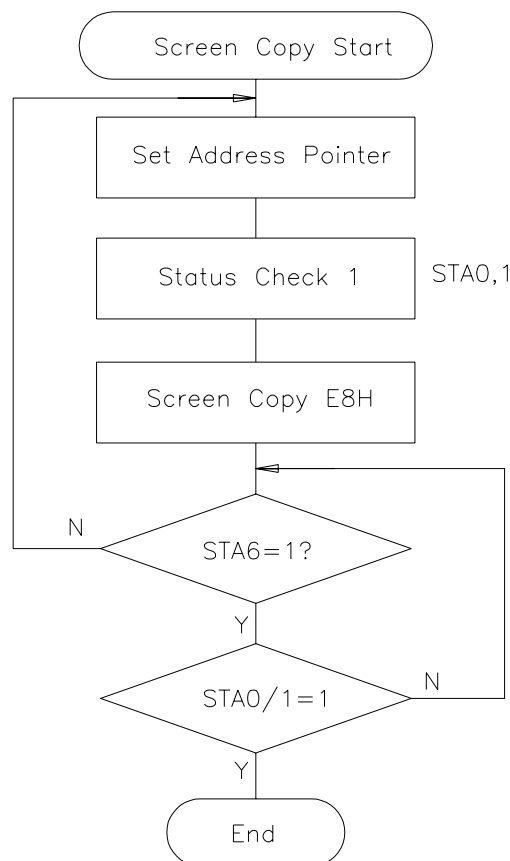 Screen Copy Start
Set Address Pointer
Status Check 1
STA0,1
Screen Copy E8H
N
STA6=1?
Y
N
STA0/1=1
Y
End